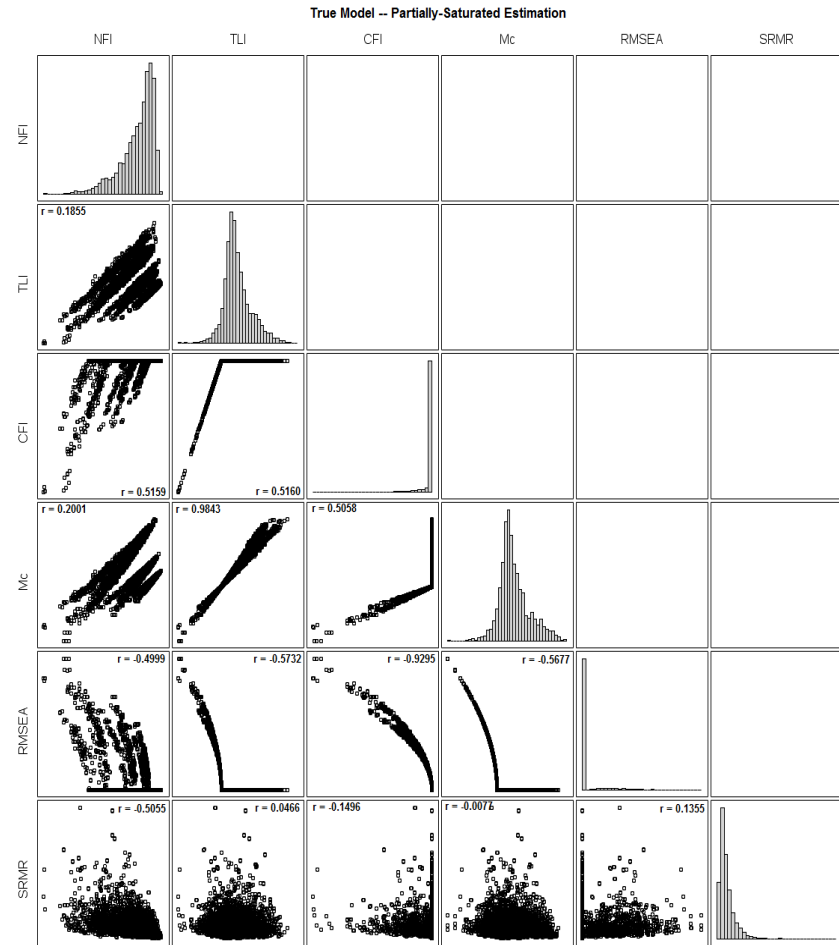 True Model -- Partially-Saturated Estimation
NFI TLI CFI Mc RMSEA SRMR
NFI
TLI
r = 0.1855
CFI
r = 0.5159 r = 0.5160
Mc
r = 0.2001 r = 0.9843 r = 0.5058
RMSEA
r = -0.4999 r = -0.5732 r = -0.9295 r = -0.5677
SRMR
r = -0.5055 r = 0.0466 r = -0.1496 r = -0.0077 r = 0.1355